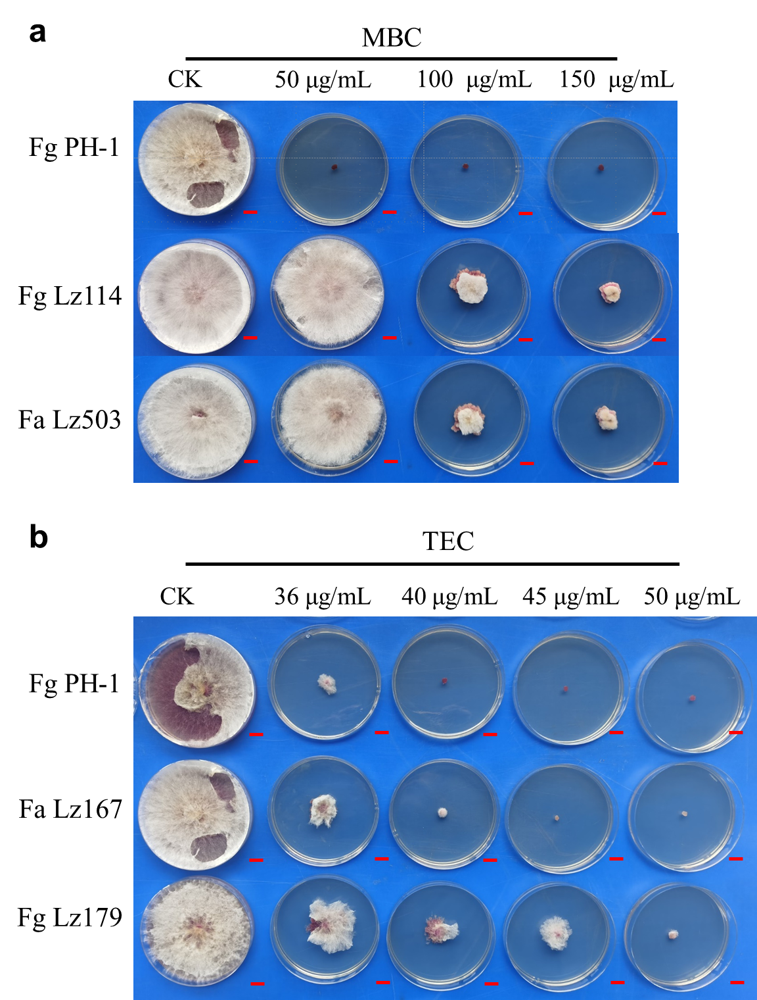 a
MBC
CK 50 μg/mL 100 μg/mL 150 μg/mL
Fg PH-1
Fg Lz114
Fa Lz503
b
TEC
CK 36 μg/mL 40 μg/mL 45 μg/mL 50 μg/mL
Fg PH-1
Fa Lz167
Fg Lz179